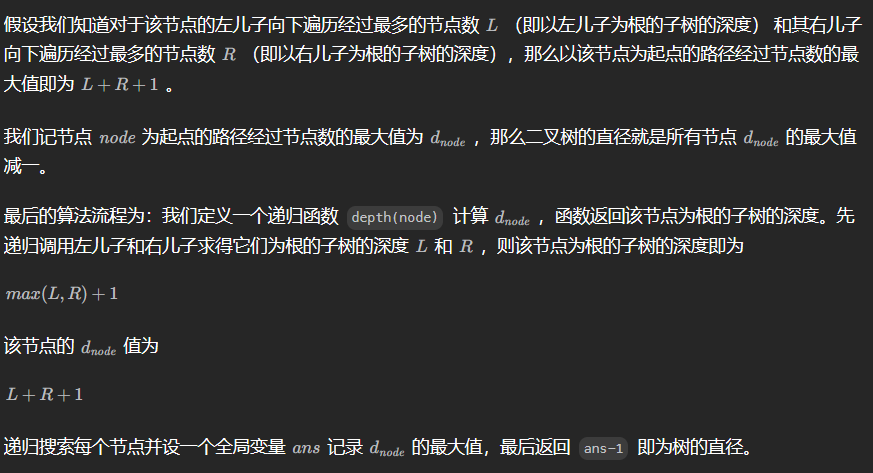 假设我们知道对于该节点的左儿子向下遍历经过最多的节点数 L （即以左儿子为根的子树的深度） 和其右儿子
向下遍历经过最多的节点数 R （即以右儿子为根的子树的深度），那么以该节点为起点的路径经过节点数的最
大值即为 L + R + 1 。
我们记节点 node 为起点的路径经过节点数的最大值为 d_node ，那么二叉树的直径就是所有节点 d_node 的最大值
减一。
最后的算法流程为：我们定义一个递归函数 depth(node) 计算 d_node ，函数返回该节点为根的子树的深度。先
递归调用左儿子和右儿子求得它们为根的子树的深度 L 和 R ，则该节点为根的子树的深度即为
max(L, R) + 1
该节点的 d_node 值为
L + R + 1
递归搜索每个节点并设一个全局变量 ans 记录 d_node 的最大值，最后返回 ans-1 即为树的直径。